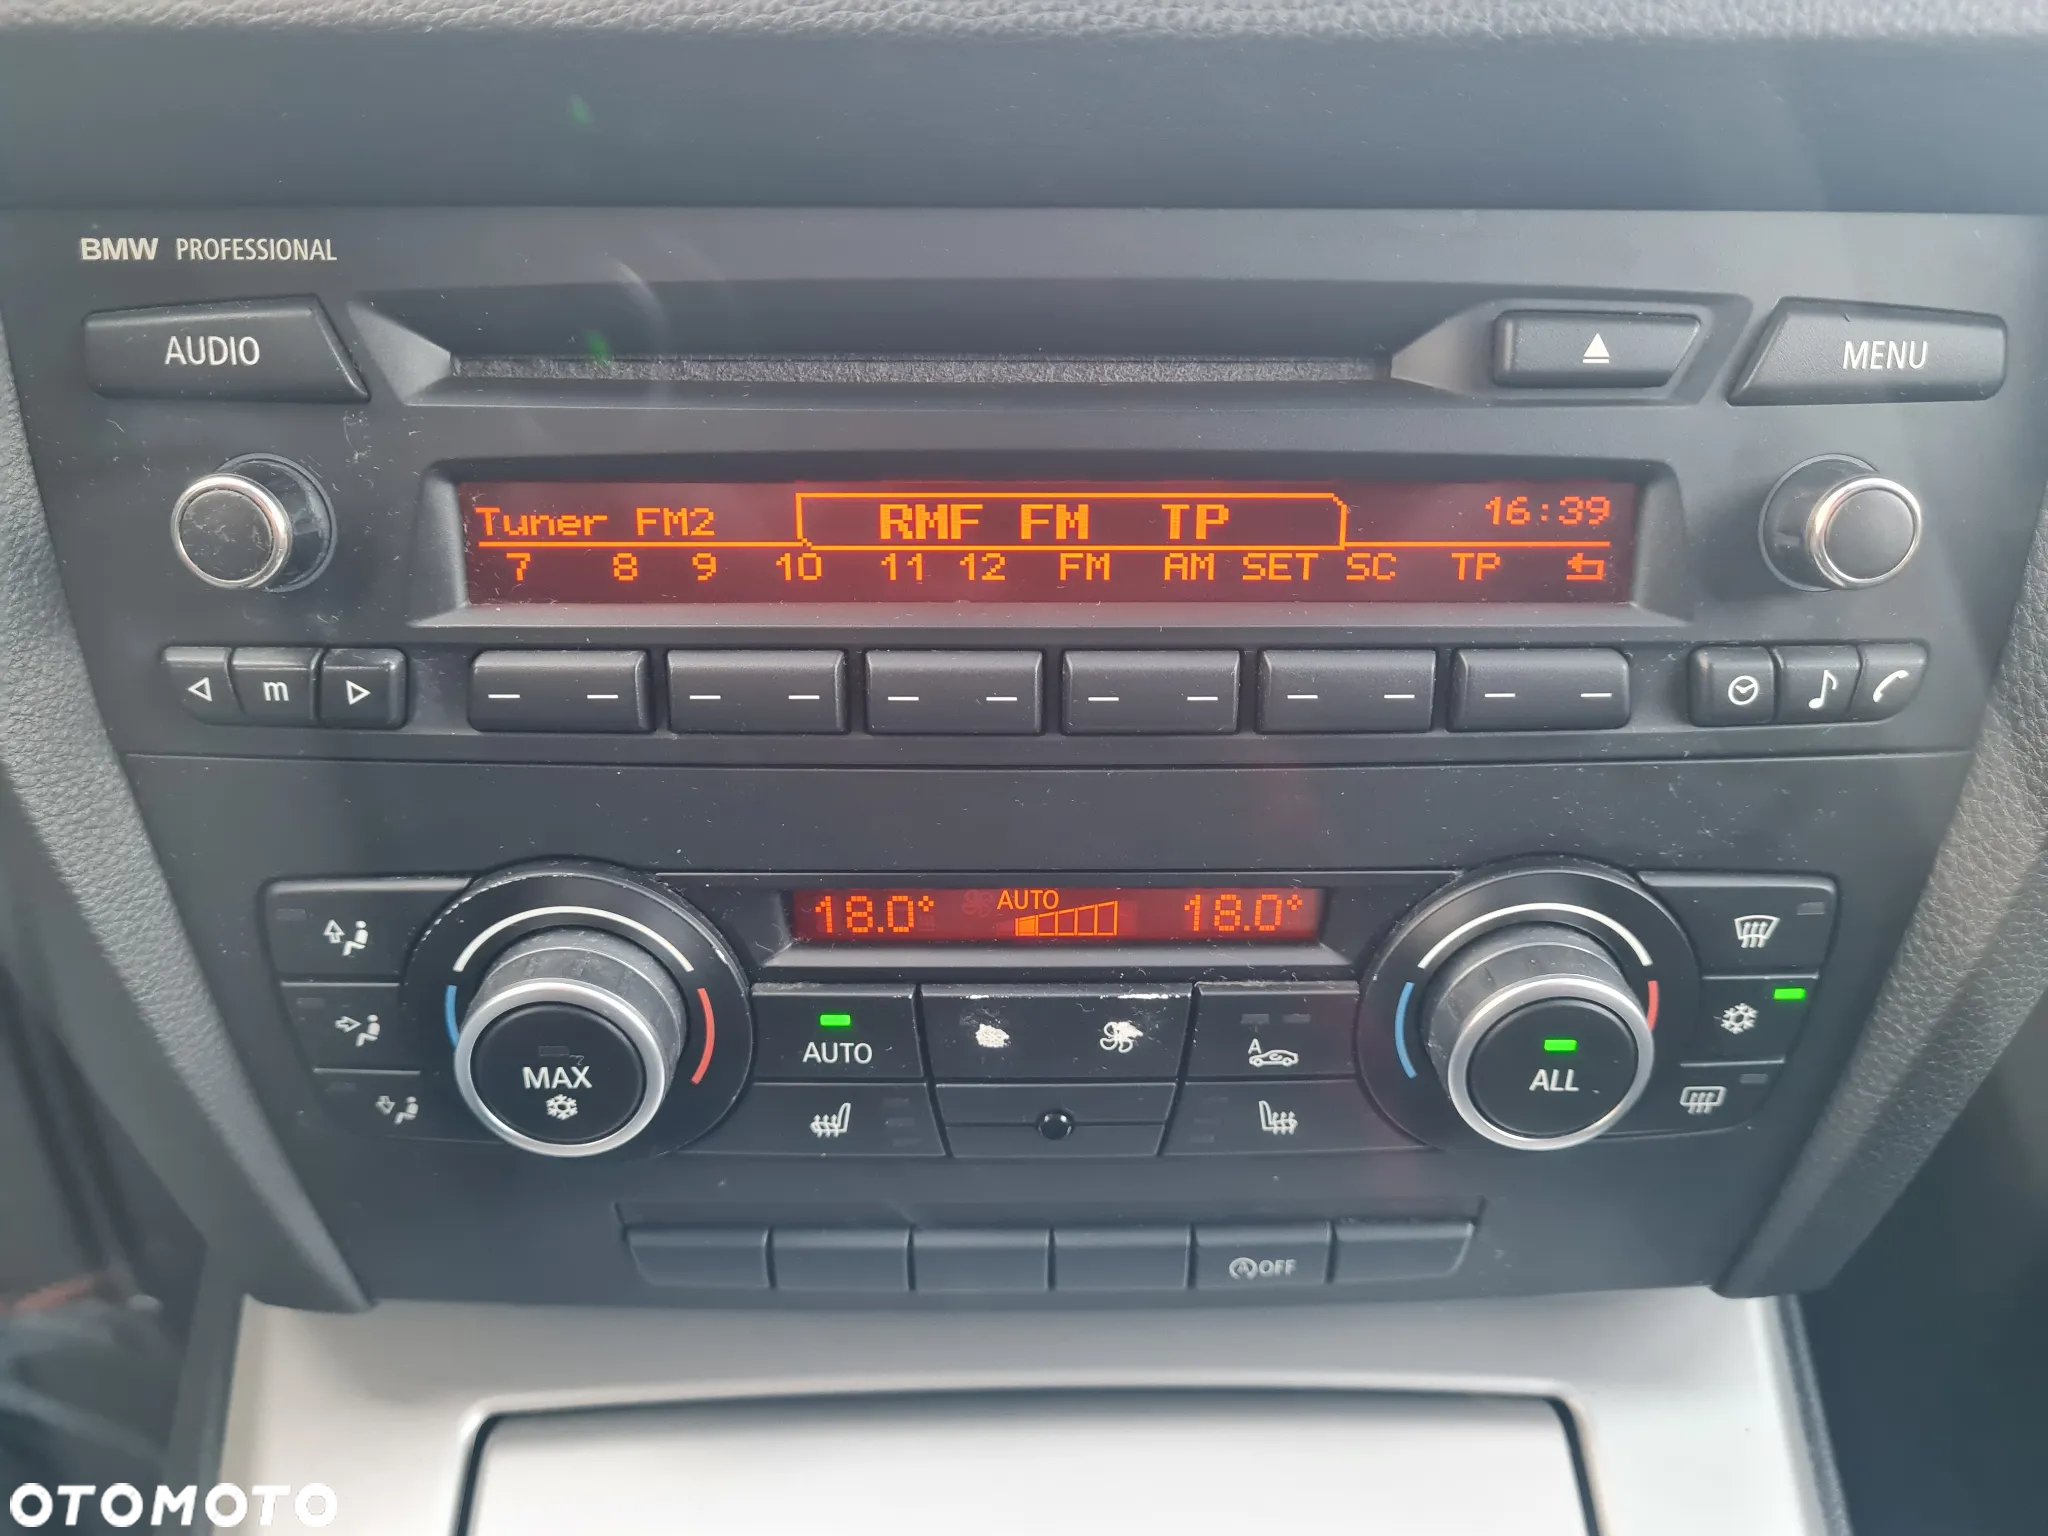 BMW PROFESSIONAL
AUDIO
MENU
Tuner FM2
RMF FM TP
16:39
7 8 9 10 11 12 FM AM SET SC TP
m
18.0°
AUTO
18.0°
AUTO
A
MAX
ALL
A OFF
OTOMOTO